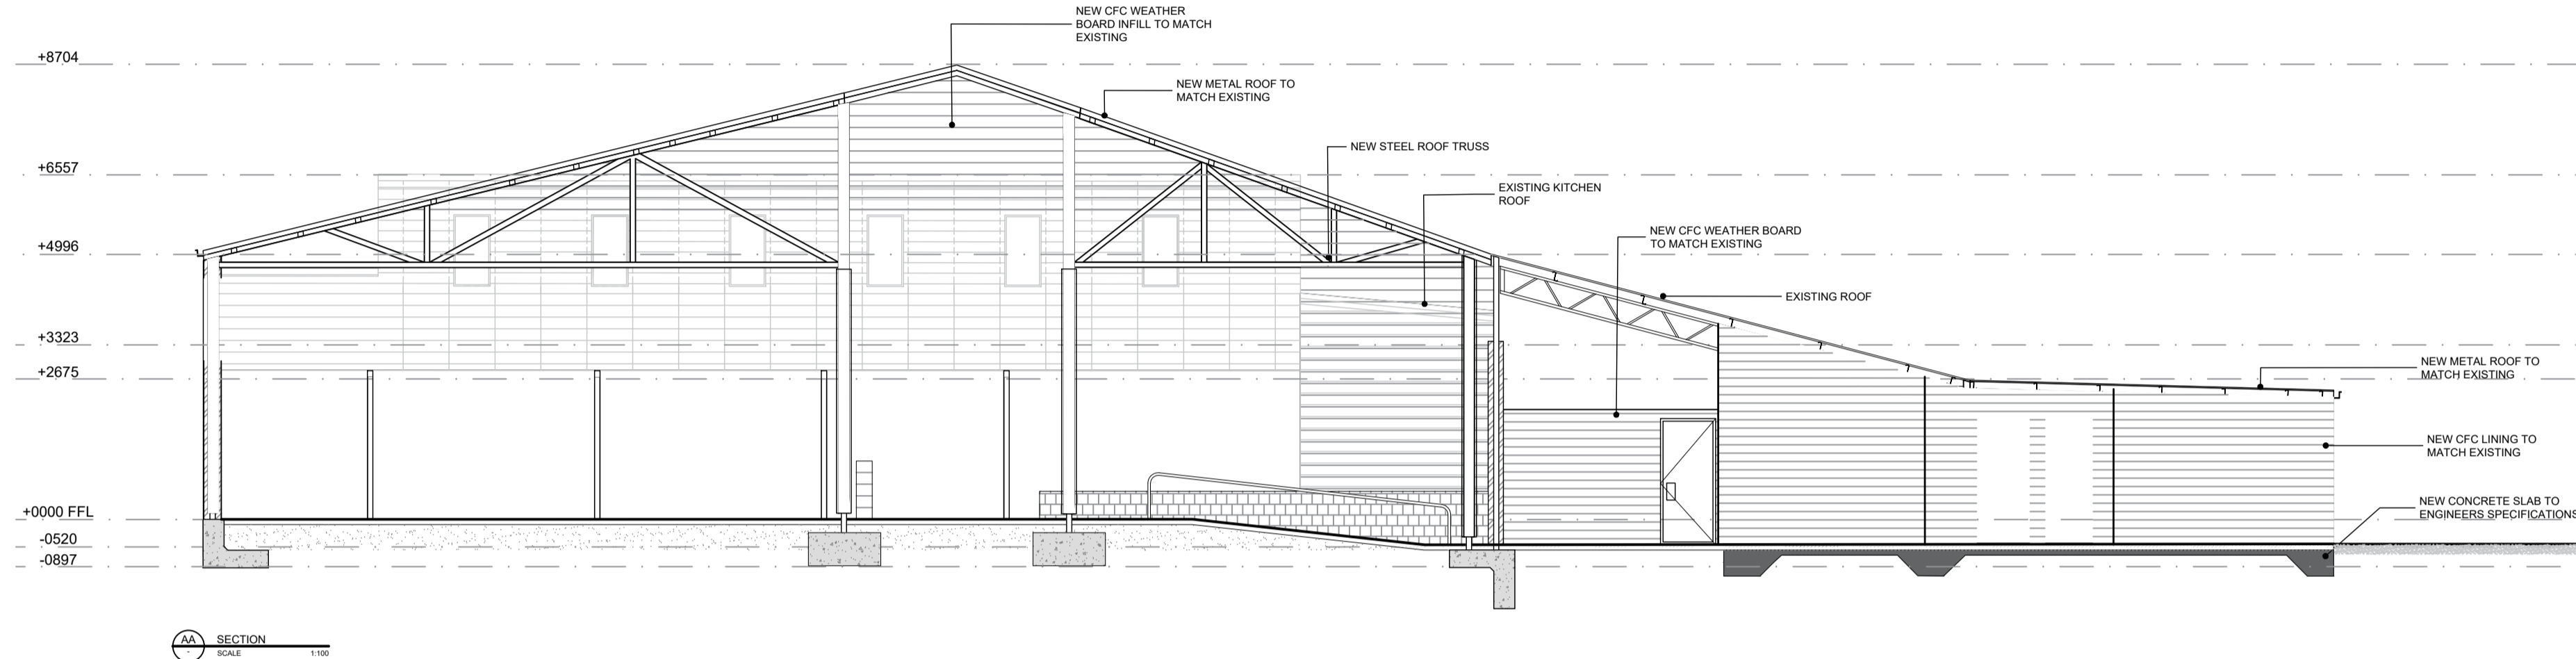 NEW CFC WEATHER
BOARD INFILL TO MATCH
EXISTING
+8704
NEW METAL ROOF TO
MATCH EXISTING
NEW STEEL ROOF TRUSS
+6557
EXISTING KITCHEN
ROOF
NEW CFC WEATHER BOARD
TO MATCH EXISTING
+4996
EXISTING ROOF
+3323
NEW METAL ROOF TO
MATCH EXISTING
+2675
NEW CFC LINING TO
MATCH EXISTING
NEW CONCRETE SLAB TO
ENGINEERS SPECIFICATIONS
+0000 FFL
-0520
-0897
AA SECTION
- SCALE 1:100